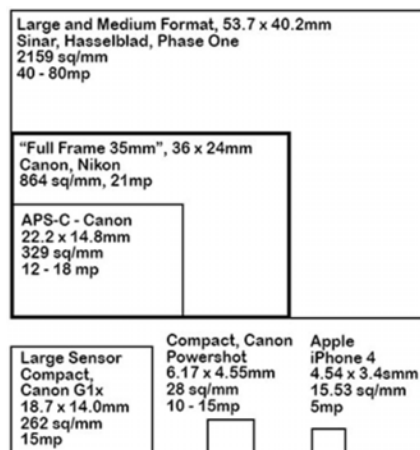 Large and Medium Format, 53.7 x 40.2mm
Sinar, Hasselblad, Phase One
2159 sq/mm
40 - 80mp
“Full Frame 35mm”, 36 x 24mm
Canon, Nikon
864 sq/mm, 21mp
APS-C - Canon
22.2 x 14.8mm
329 sq/mm
12 - 18 mp
Large Sensor
Compact,
Canon G1x
18.7 x 14.0mm
262 sq/mm
15mp
Compact, Canon
Powershot
6.17 x 4.55mm
28 sq/mm
10 - 15mp
Apple
iPhone 4
4.54 x 3.4smm
15.53 sq/mm
5mp